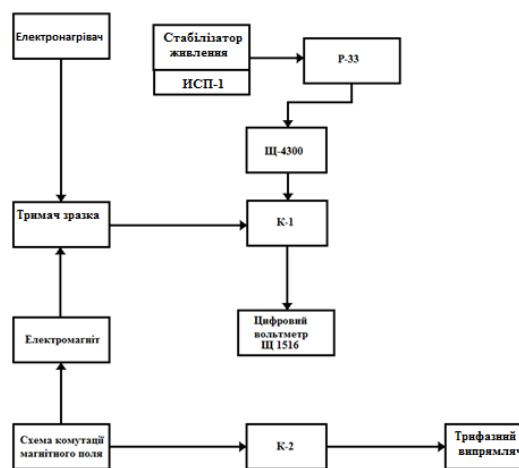 Електронагрівач
Стабілізатор
живлення
ИСП-1
Р-33
Щ-4300
Тримач зразка
К-1
Електромагніт
Цифровий
вольтметр
Щ 1516
Схема комутації
магнітного поля
К-2
Трифазний
випрямляч